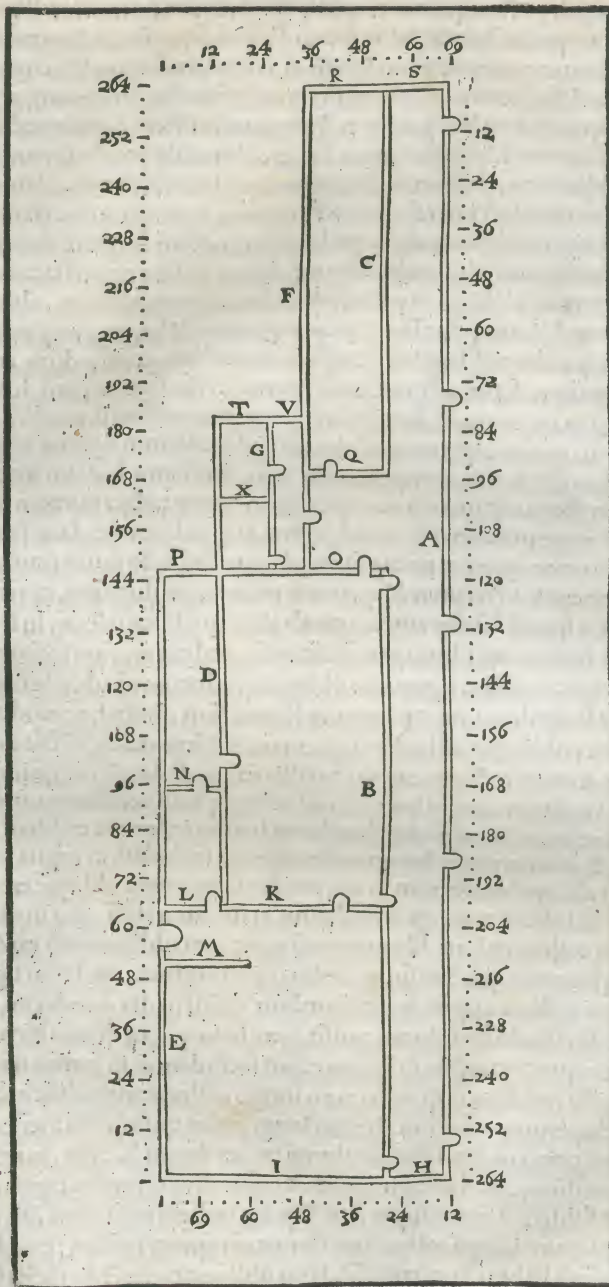 12 24 36 48 60 69
R S
264
252 12
240 24
228 36
C
216 48
F
204 60
192 72
T V
180 84
G Q
168 96
X
156 A 108
P O
144 120
132 132
D
120 144
168 156
N
96 B 168
84 180
72 192
L K
60 204
M
48 216
36 228
E
24 240
12 252
I H
264
69 60 48 36 24 12